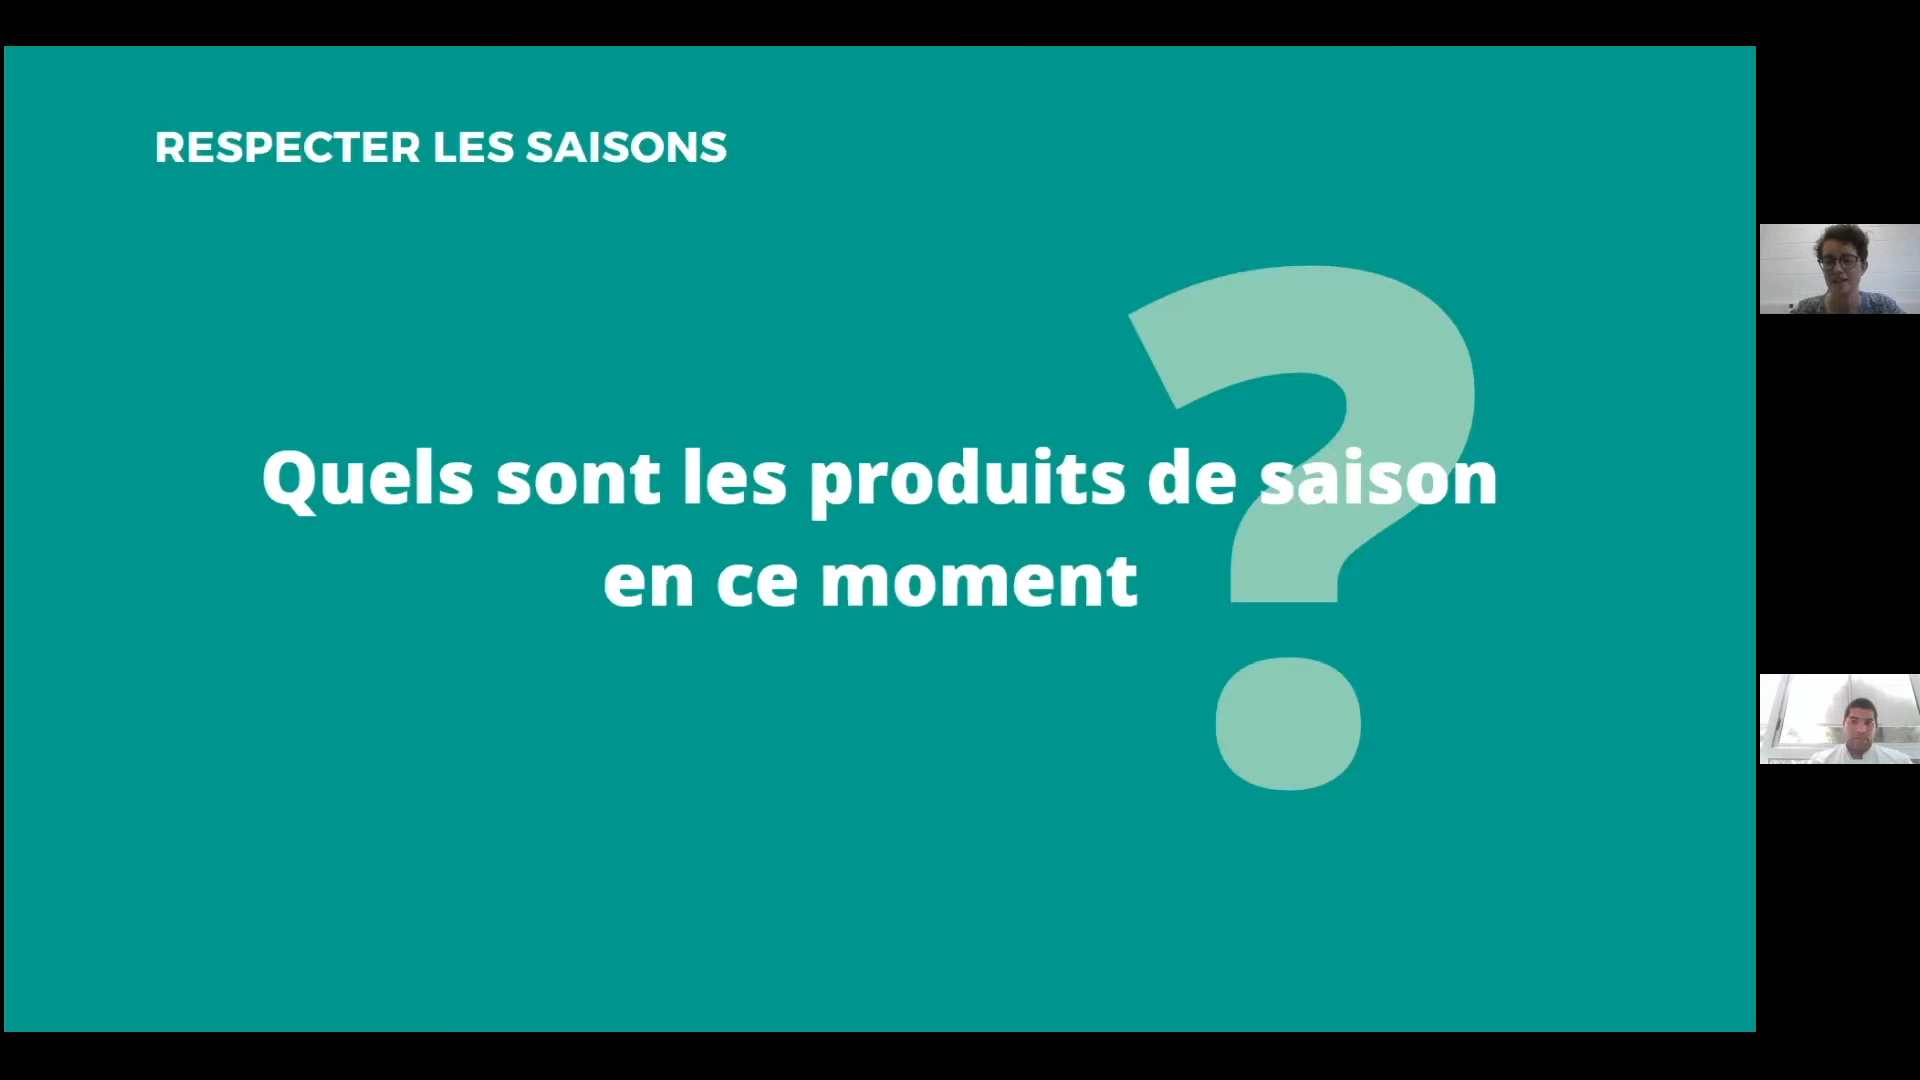 RESPECTER LES SAISONS
Quels sont les produits de saison
en ce moment
?